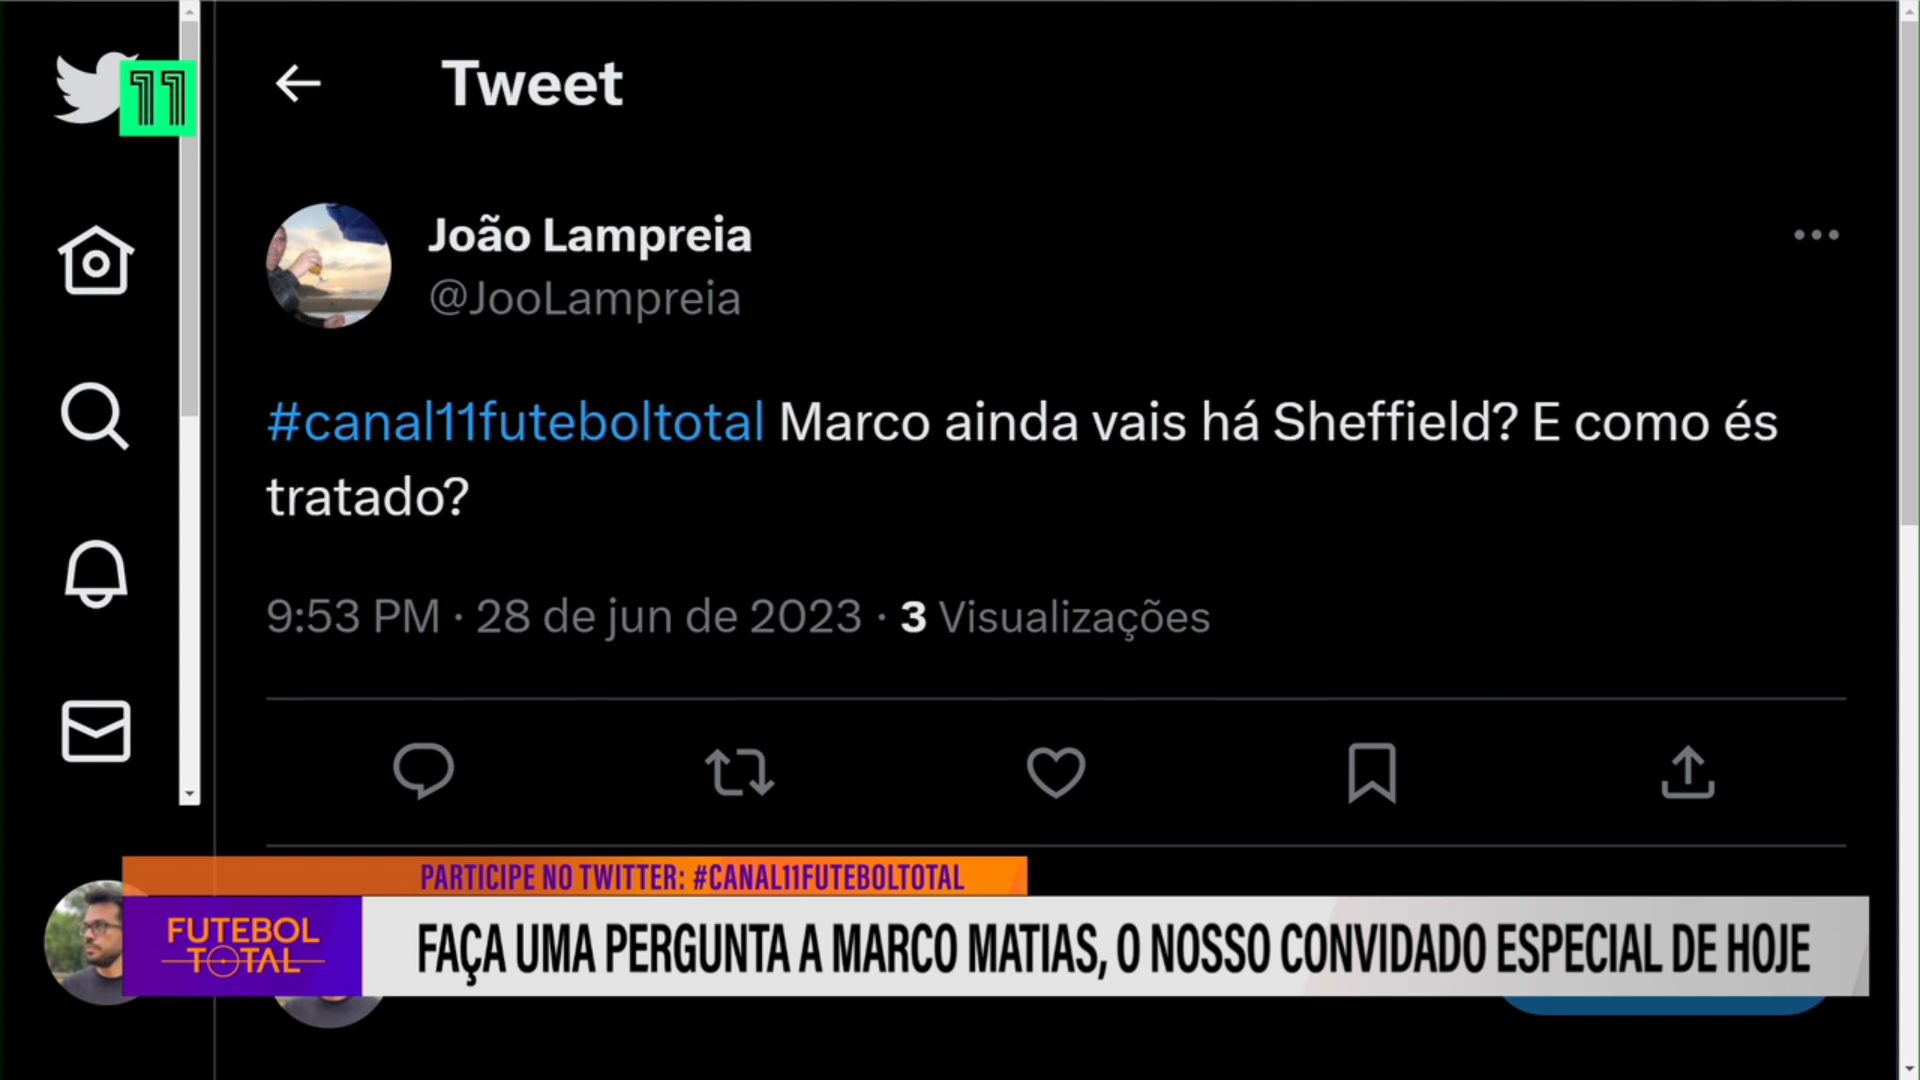 11
Tweet
João Lampreia
@JooLampreia
#canal11futeboltotal Marco ainda vais há Sheffield? E como és
tratado?
9:53 PM · 28 de jun de 2023 · 3 Visualizações
PARTICIPE NO TWITTER: #CANAL11FUTEBOLTOTAL
FUTEBOL
TOTAL
FAÇA UMA PERGUNTA A MARCO MATIAS, O NOSSO CONVIDADO ESPECIAL DE HOJE